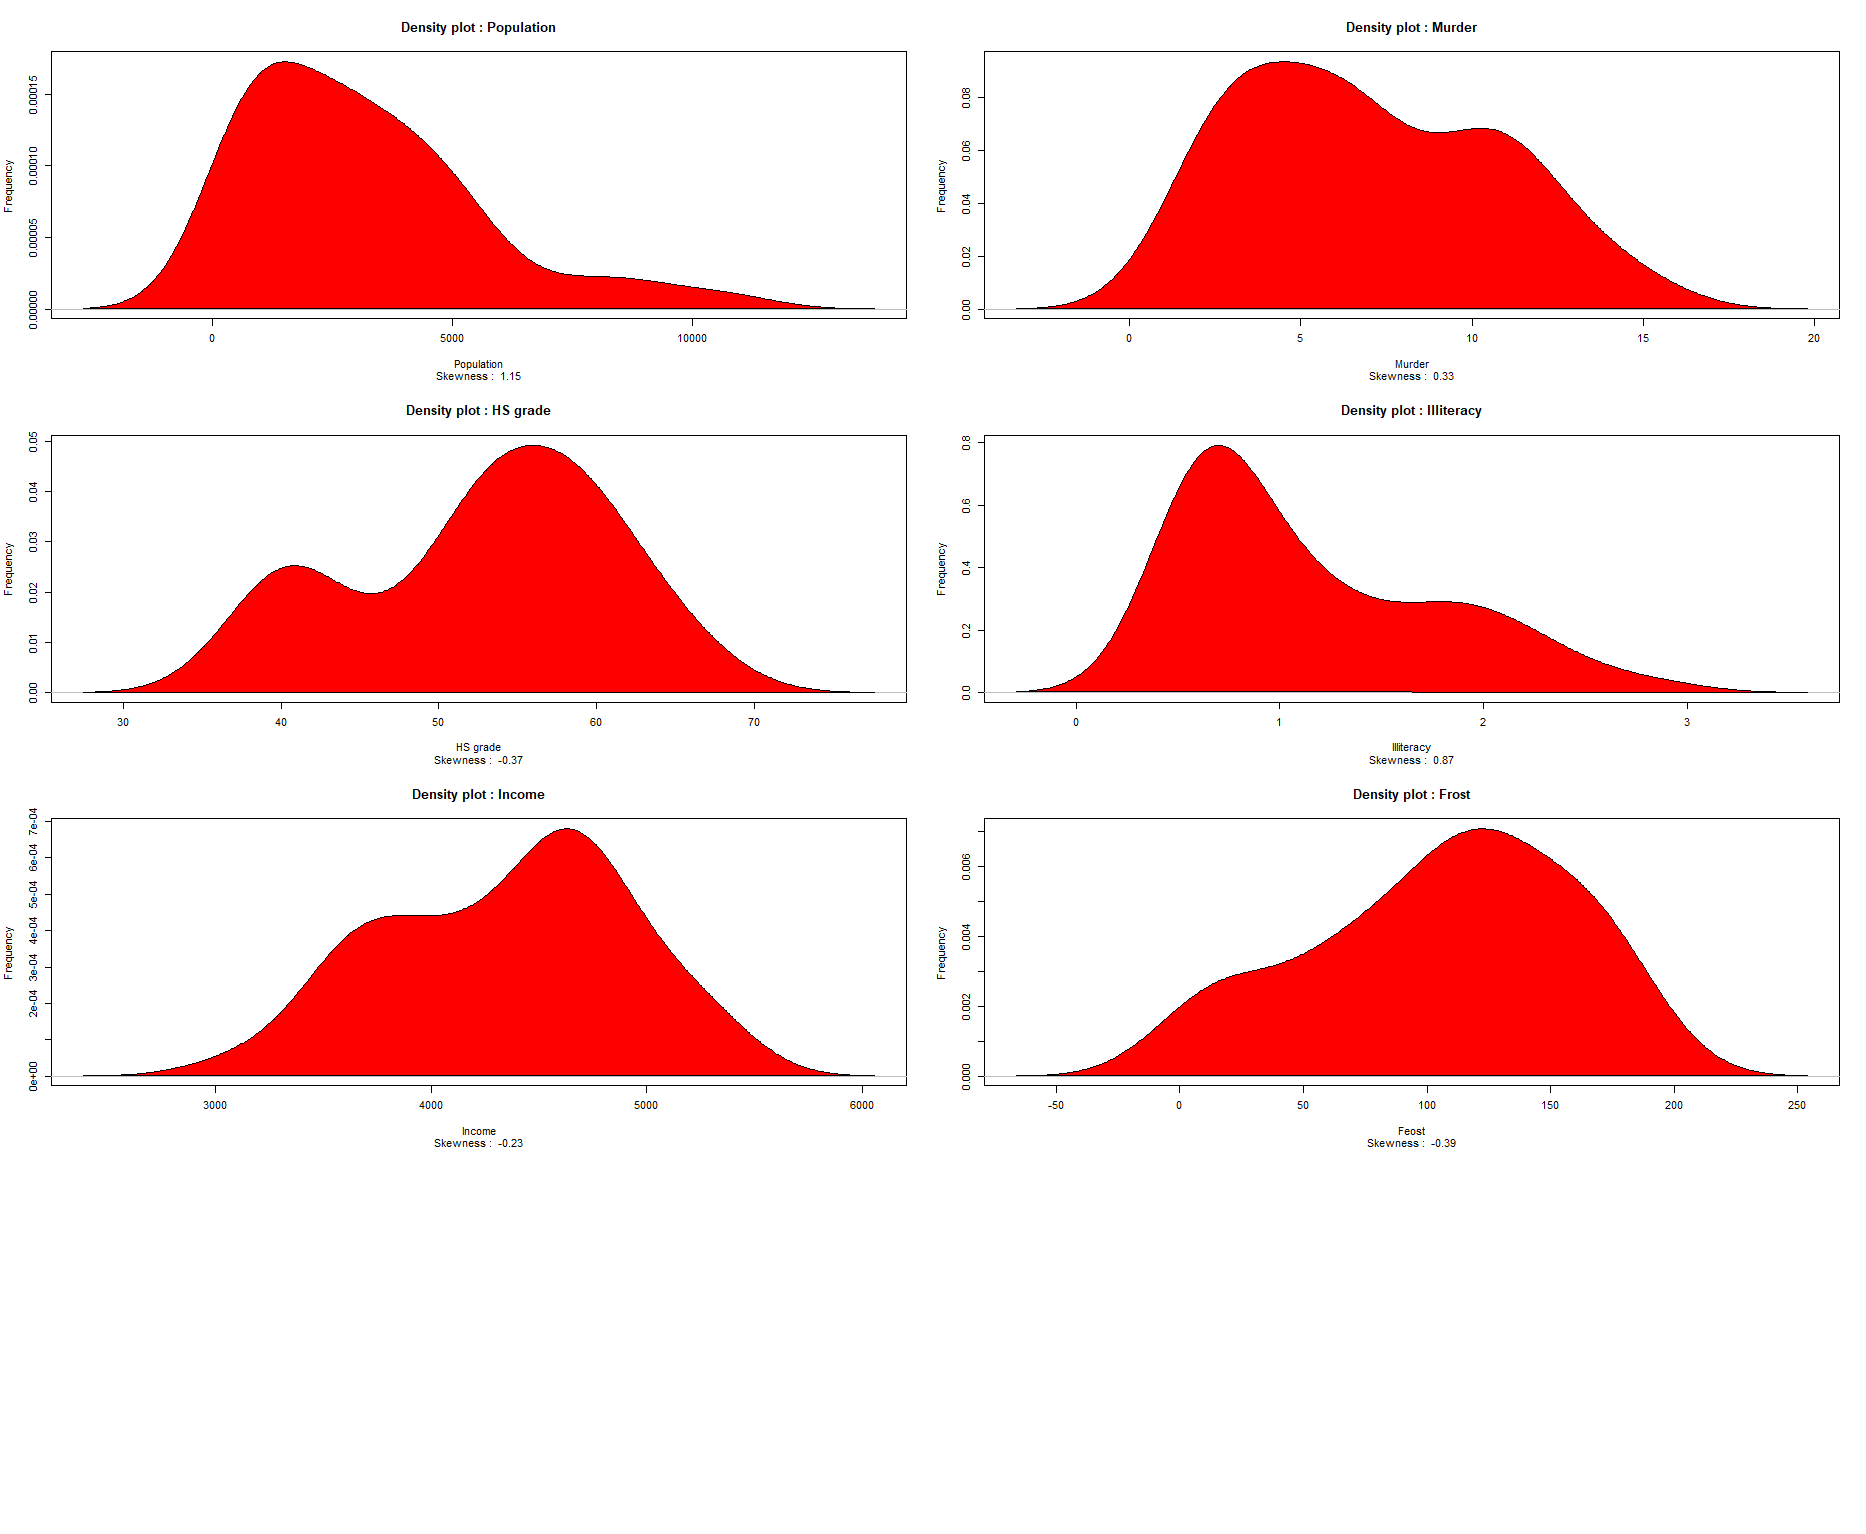 Density plot : Population
Frequency
0.00000 0.00005 0.00010 0.00015
0 5000 10000
Population
Skewness : 1.15
Density plot : Murder
Frequency
0.00 0.02 0.04 0.06 0.08
0 5 10 15 20
Murder
Skewness : 0.33
Density plot : HS grade
Frequency
0.00 0.01 0.02 0.03 0.04 0.05
30 40 50 60 70
HS grade
Skewness : -0.37
Density plot : Illiteracy
Frequency
0.0 0.2 0.4 0.6 0.8
0 1 2 3
Illiteracy
Skewness : 0.87
Density plot : Income
Frequency
0e+00 2e-04 3e-04 4e-04 5e-04 6e-04 7e-04
3000 4000 5000 6000
Income
Skewness : -0.23
Density plot : Frost
Frequency
0.000 0.002 0.004 0.006
-50 0 50 100 150 200 250
Feost
Skewness : -0.39